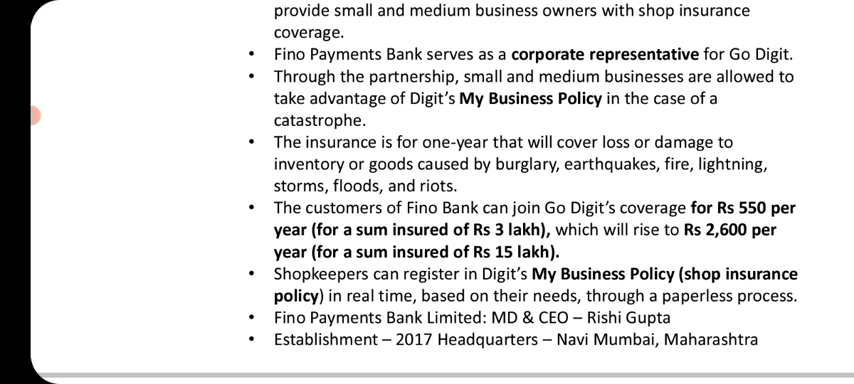 provide small and medium business owners with shop insurance
coverage.
• Fino Payments Bank serves as a corporate representative for Go Digit.
• Through the partnership, small and medium businesses are allowed to
take advantage of Digit’s My Business Policy in the case of a
catastrophe.
• The insurance is for one-year that will cover loss or damage to
inventory or goods caused by burglary, earthquakes, fire, lightning,
storms, floods, and riots.
• The customers of Fino Bank can join Go Digit’s coverage for Rs 550 per
year (for a sum insured of Rs 3 lakh), which will rise to Rs 2,600 per
year (for a sum insured of Rs 15 lakh).
• Shopkeepers can register in Digit’s My Business Policy (shop insurance
policy) in real time, based on their needs, through a paperless process.
• Fino Payments Bank Limited: MD & CEO – Rishi Gupta
• Establishment – 2017 Headquarters – Navi Mumbai, Maharashtra